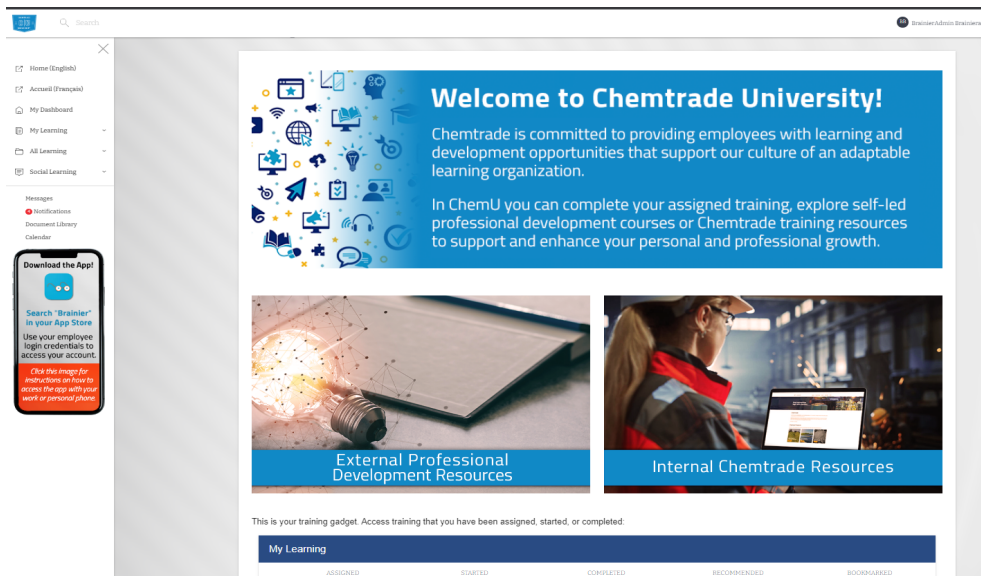 Search
BB BrainierAdmin Brainiera
Home (English)
Accueil (Français)
My Dashboard
My Learning
All Learning
Social Learning
Messages
Notifications
Document Library
Calendar
Download the App!
Search "Brainier"
in your App Store
Use your employee
login credentials to
access your account.
Click this image for
instructions on how to
access the app with your
work or personal phone.
Welcome to Chemtrade University!
Chemtrade is committed to providing employees with learning and
development opportunities that support our culture of an adaptable
learning organization.
In ChemU you can complete your assigned training, explore self-led
professional development courses or Chemtrade training resources
to support and enhance your personal and professional growth.
External Professional
Development Resources
Internal Chemtrade Resources
This is your training gadget. Access training that you have been assigned, started, or completed:
My Learning
ASSIGNED STARTED COMPLETED RECOMMENDED BOOKMARKED